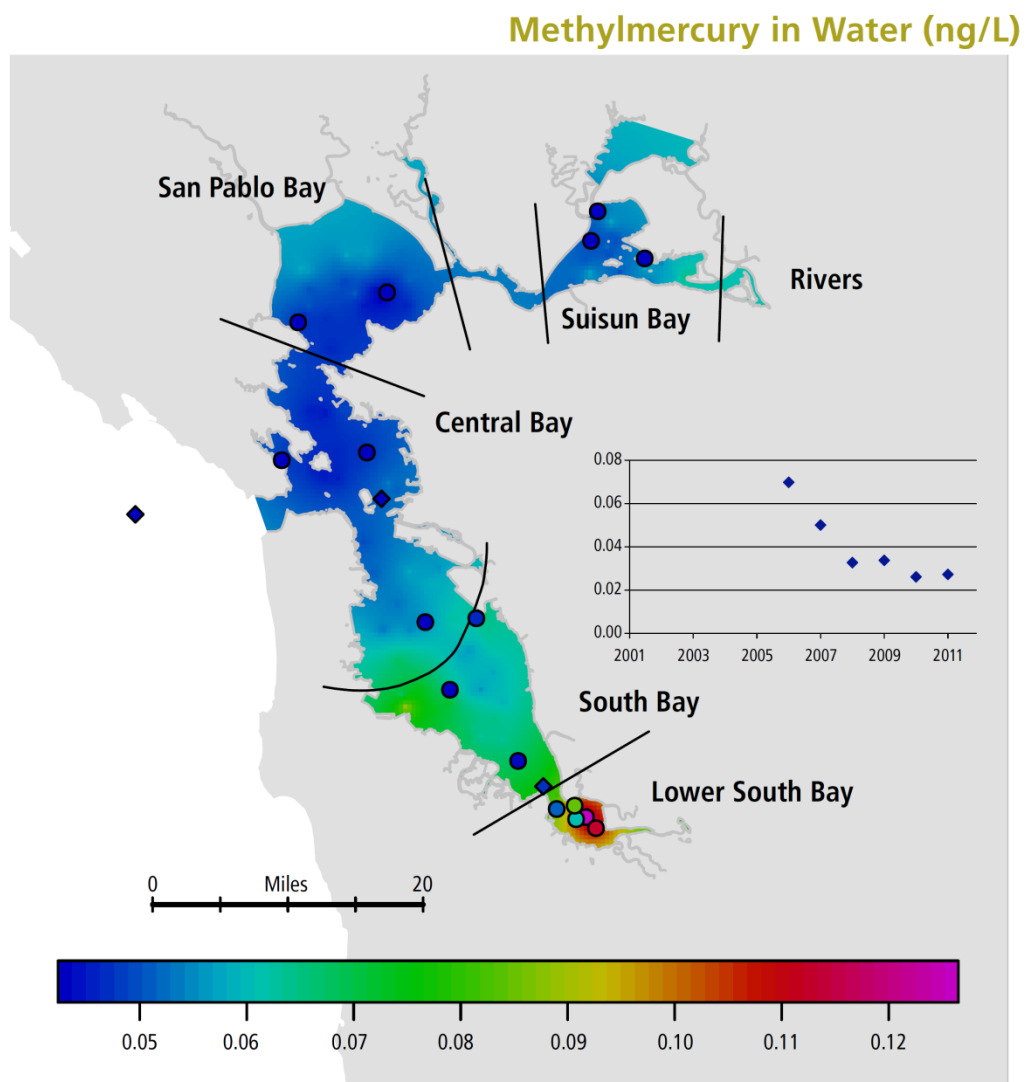 Methylmercury in Water (ng/L)
San Pablo Bay
Rivers
Suisun Bay
Central Bay
0.08
0.06
0.04
0.02
0.00
2001 2003 2005 2007 2009 2011
South Bay
Lower South Bay
0 Miles 20
0.05 0.06 0.07 0.08 0.09 0.10 0.11 0.12